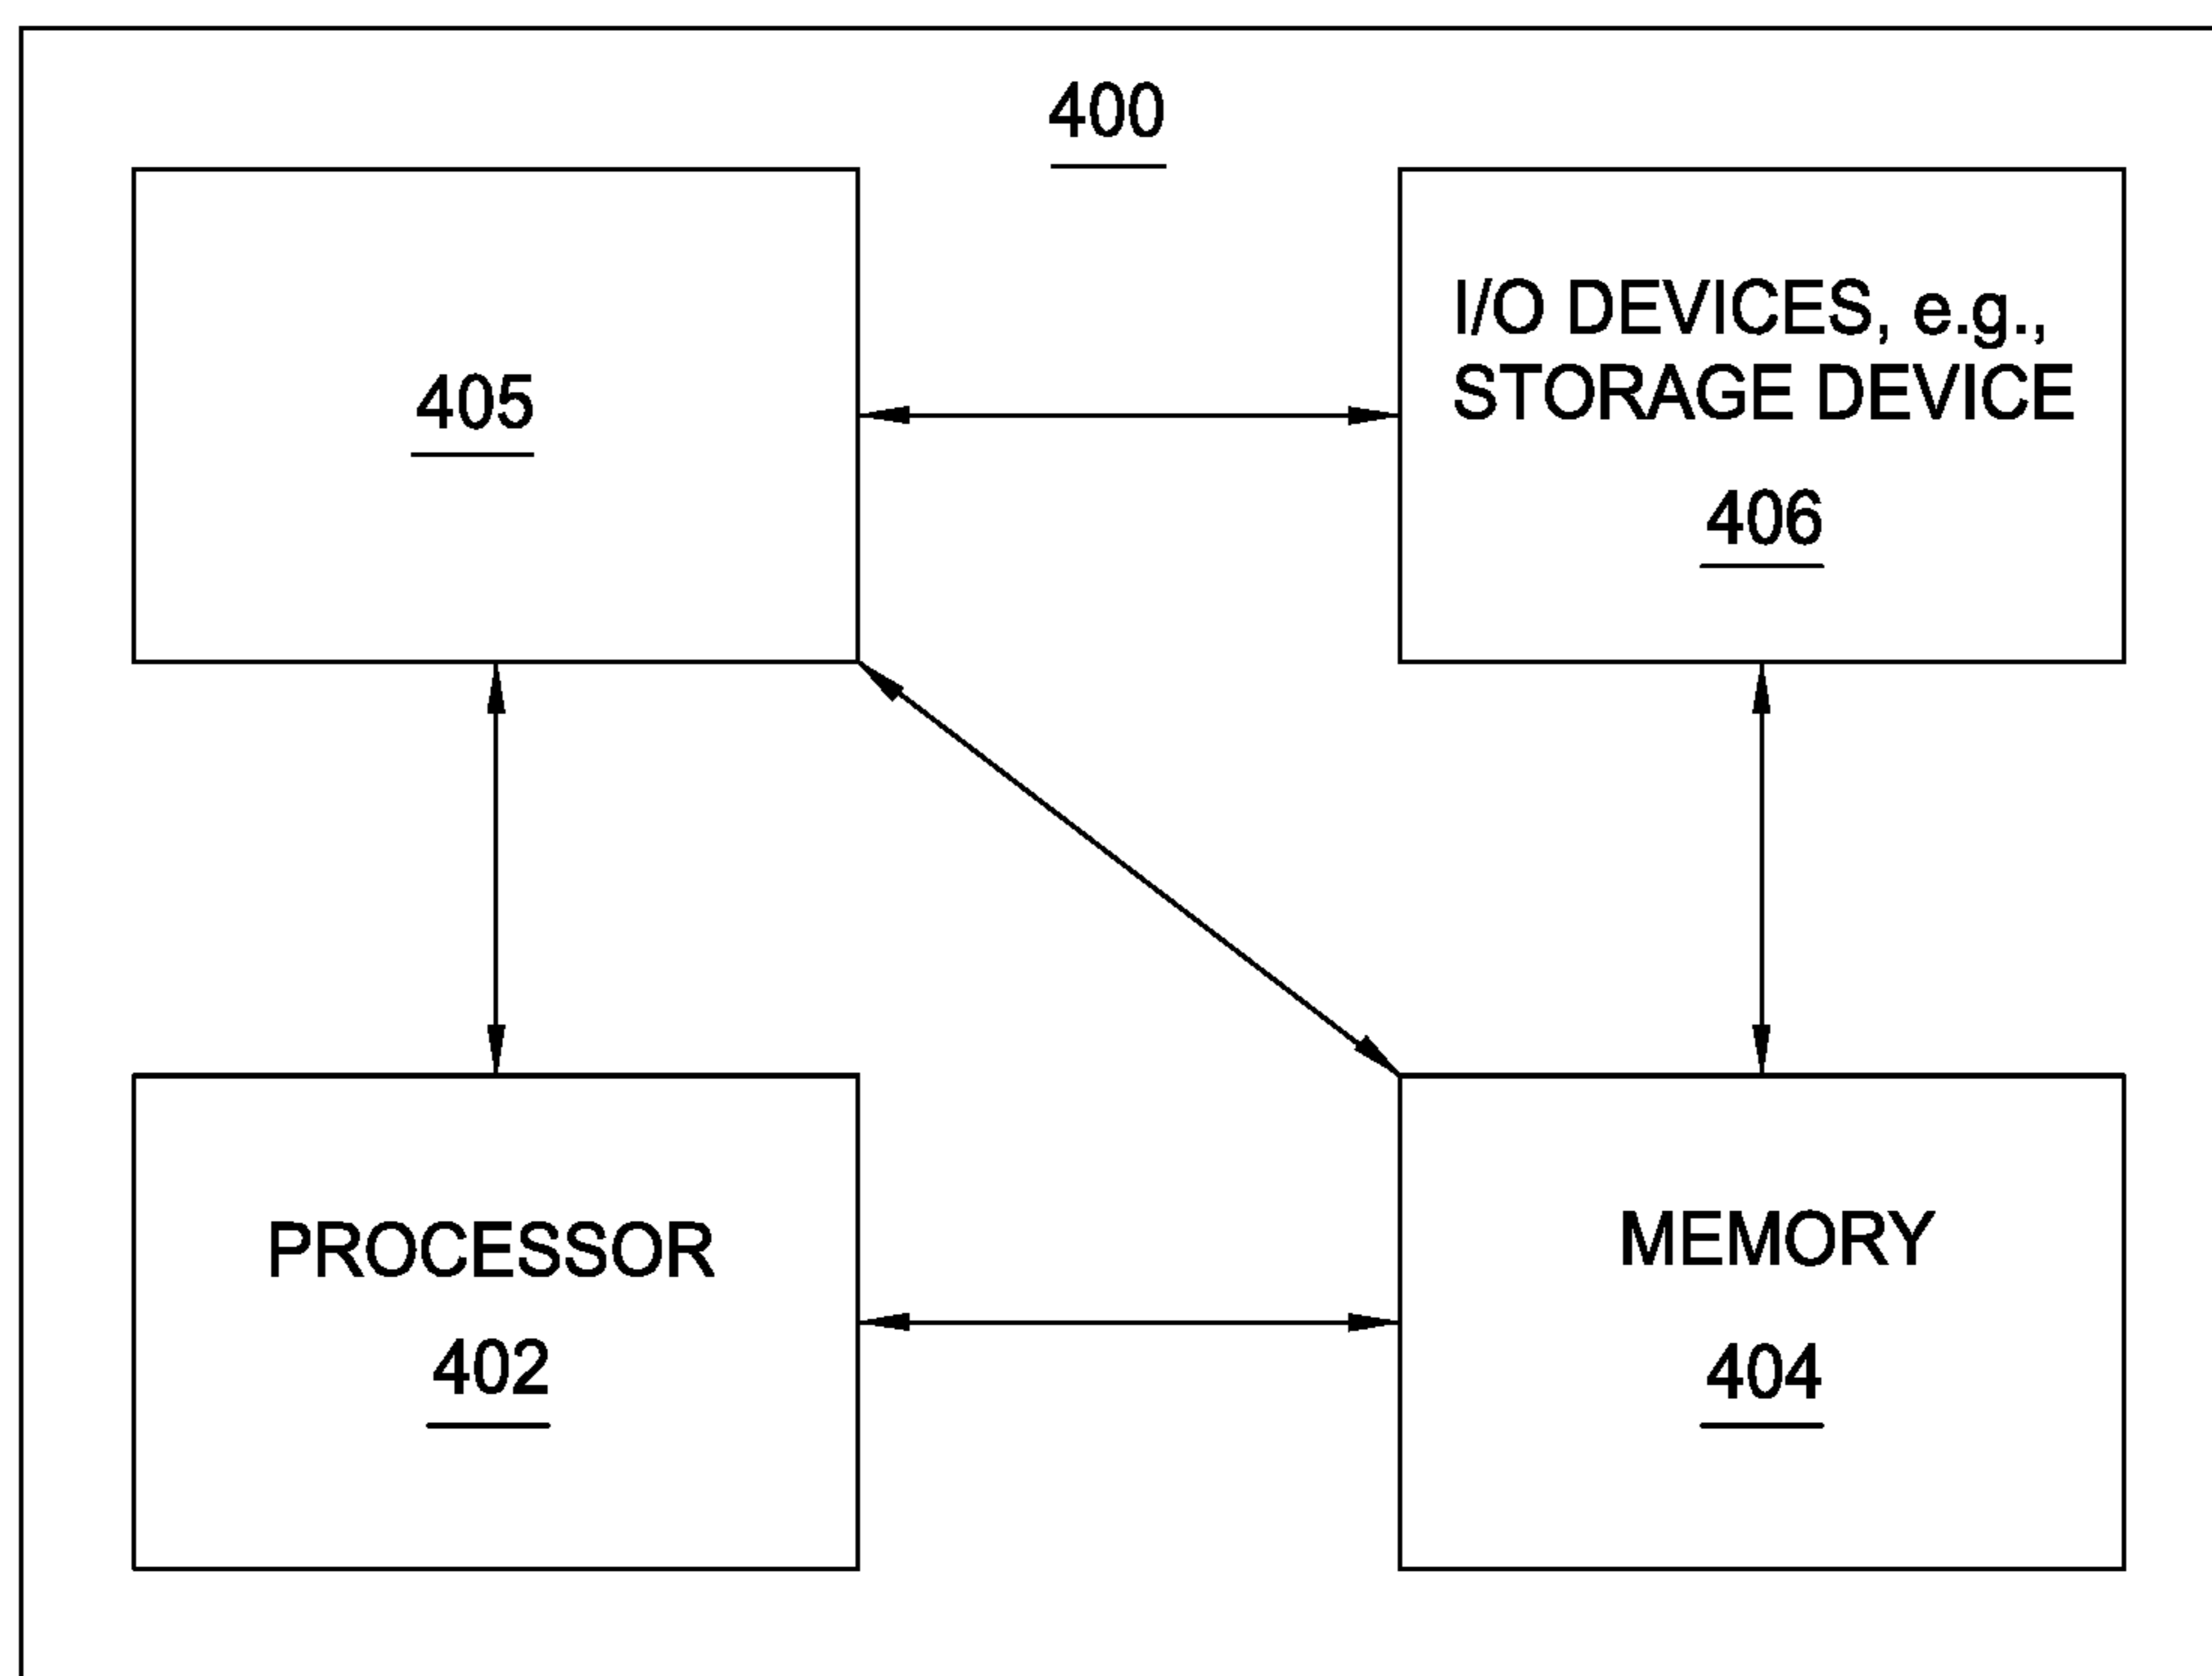 400
405
I/O DEVICES, e.g.,
STORAGE DEVICE
406
PROCESSOR
402
MEMORY
404